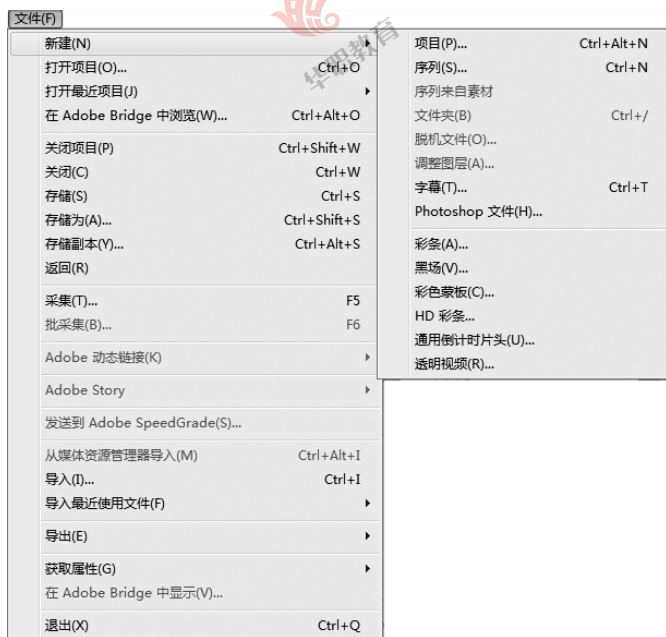 文件(F)
新建(N)
打开项目(O)... Ctrl+O
打开最近项目(J)
在 Adobe Bridge 中浏览(W)... Ctrl+Alt+O
关闭项目(P) Ctrl+Shift+W
关闭(C) Ctrl+W
存储(S) Ctrl+S
存储为(A)... Ctrl+Shift+S
存储副本(Y)... Ctrl+Alt+S
返回(R)
采集(T)... F5
批采集(B)... F6
Adobe 动态链接(K)
Adobe Story
发送到 Adobe SpeedGrade(S)...
从媒体资源管理器导入(M) Ctrl+Alt+I
导入(I)... Ctrl+I
导入最近使用文件(F)
导出(E)
获取属性(G)
在 Adobe Bridge 中显示(V)...
退出(X) Ctrl+Q
项目(P)... Ctrl+Alt+N
序列(S)... Ctrl+N
序列来自素材
文件夹(B) Ctrl+/
脱机文件(O)...
调整图层(A)...
字幕(T)... Ctrl+T
Photoshop 文件(H)...
彩条(A)...
黑场(V)...
彩色蒙板(C)...
HD 彩条...
通用倒计时片头(U)...
透明视频(R)...
华职教育